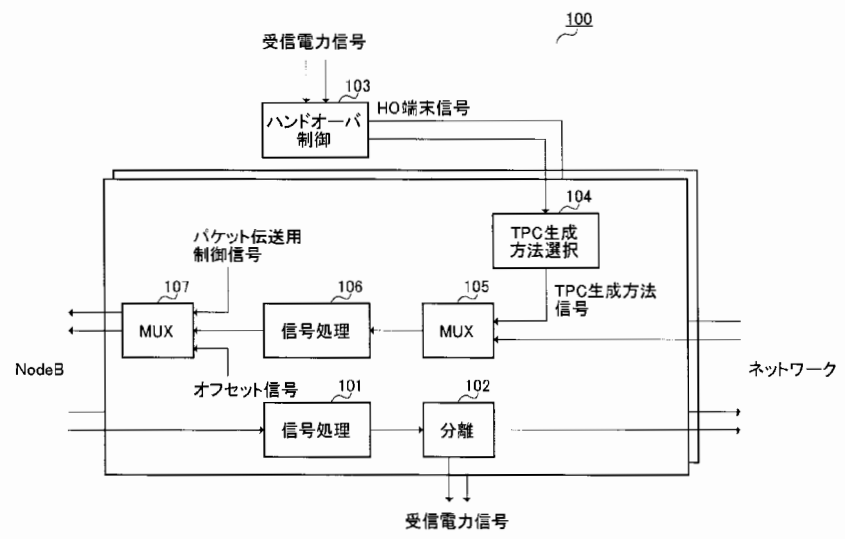 100
受信電力信号
103
ハンドオーバ
制御
HO端末信号
104
TPC生成
方法選択
パケット伝送用
制御信号
TPC生成方法
信号
107
MUX
106
信号処理
105
MUX
NodeB
ネットワーク
オフセット信号
101
信号処理
102
分離
受信電力信号